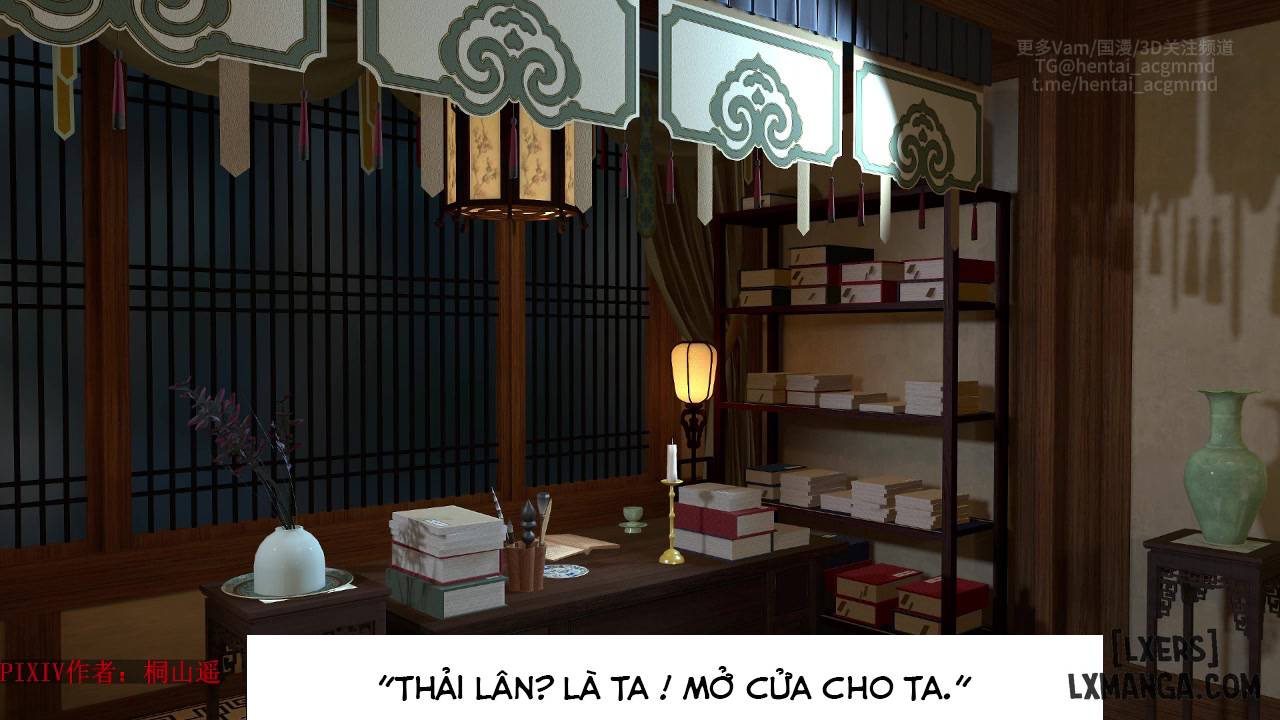 更多Vam/国漫/3D关注频道
TG@hentai_acgmmd
t.me/hentai_acgmmd
PIXIV作者：桐山遥
[LXERS]
LXMANGA.COM
“THẢI LÂN? LÀ TA ! MỞ CỬA CHO TA.”